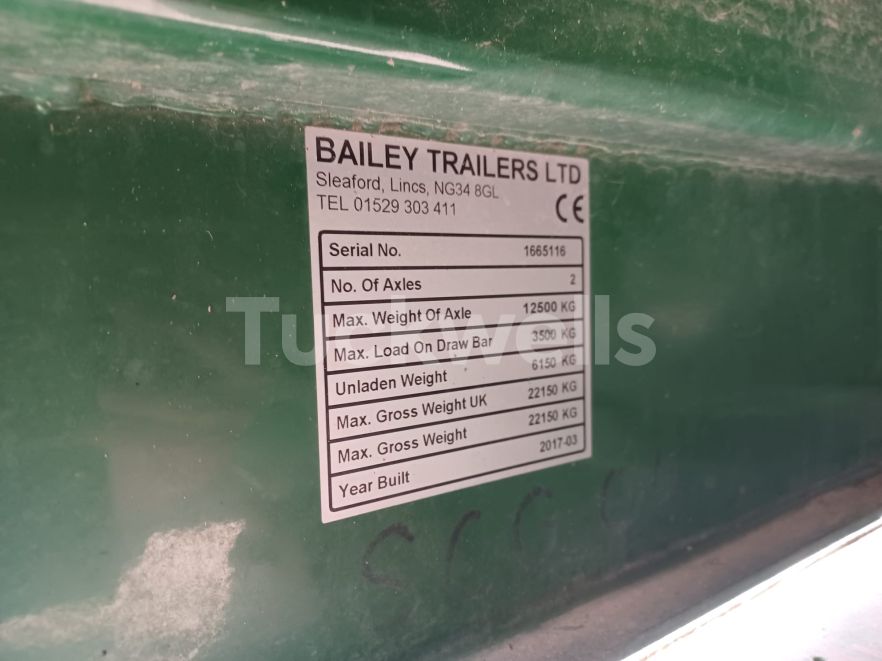 BAILEY TRAILERS LTD
Sleaford, Lincs, NG34 8GL
TEL 01529 303 411
CE
Serial No. 1665116
No. Of Axles 2
Max. Weight Of Axle 12500 KG
Max. Load On Draw Bar 3500 KG
Unladen Weight 6150 KG
Max. Gross Weight UK 22150 KG
Max. Gross Weight 22150 KG
Year Built 2017-03
Tuckwells